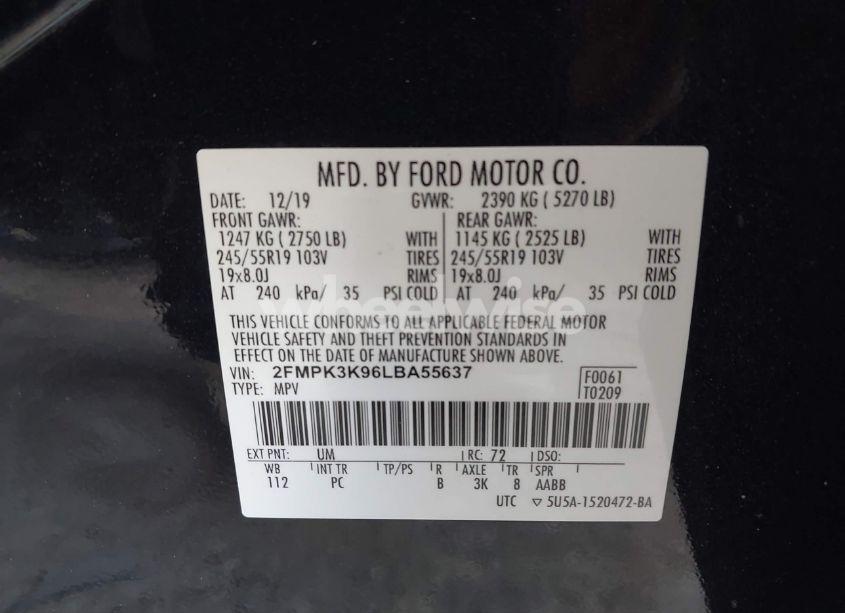 MFD. BY FORD MOTOR CO.
DATE: 12/19 GVWR: 2390 KG ( 5270 LB)
FRONT GAWR: REAR GAWR:
1247 KG ( 2750 LB) WITH 1145 KG ( 2525 LB) WITH
245/55R19 103V TIRES 245/55R19 103V TIRES
19x8.0J RIMS 19x8.0J RIMS
AT 240 kPa/ 35 PSI COLD AT 240 kPa/ 35 PSI COLD
wheelwise
THIS VEHICLE CONFORMS TO ALL APPLICABLE FEDERAL MOTOR
VEHICLE SAFETY AND THEFT PREVENTION STANDARDS IN
EFFECT ON THE DATE OF MANUFACTURE SHOWN ABOVE.
VIN: 2FMPK3K96LBA55637 F0061
TYPE: MPV T0209
EXT PNT: UM RC: 72 DSO:
WB INT TR TP/PS R AXLE TR SPR
112 PC B 3K 8 AABB
UTC ▽ 5U5A-1520472-BA